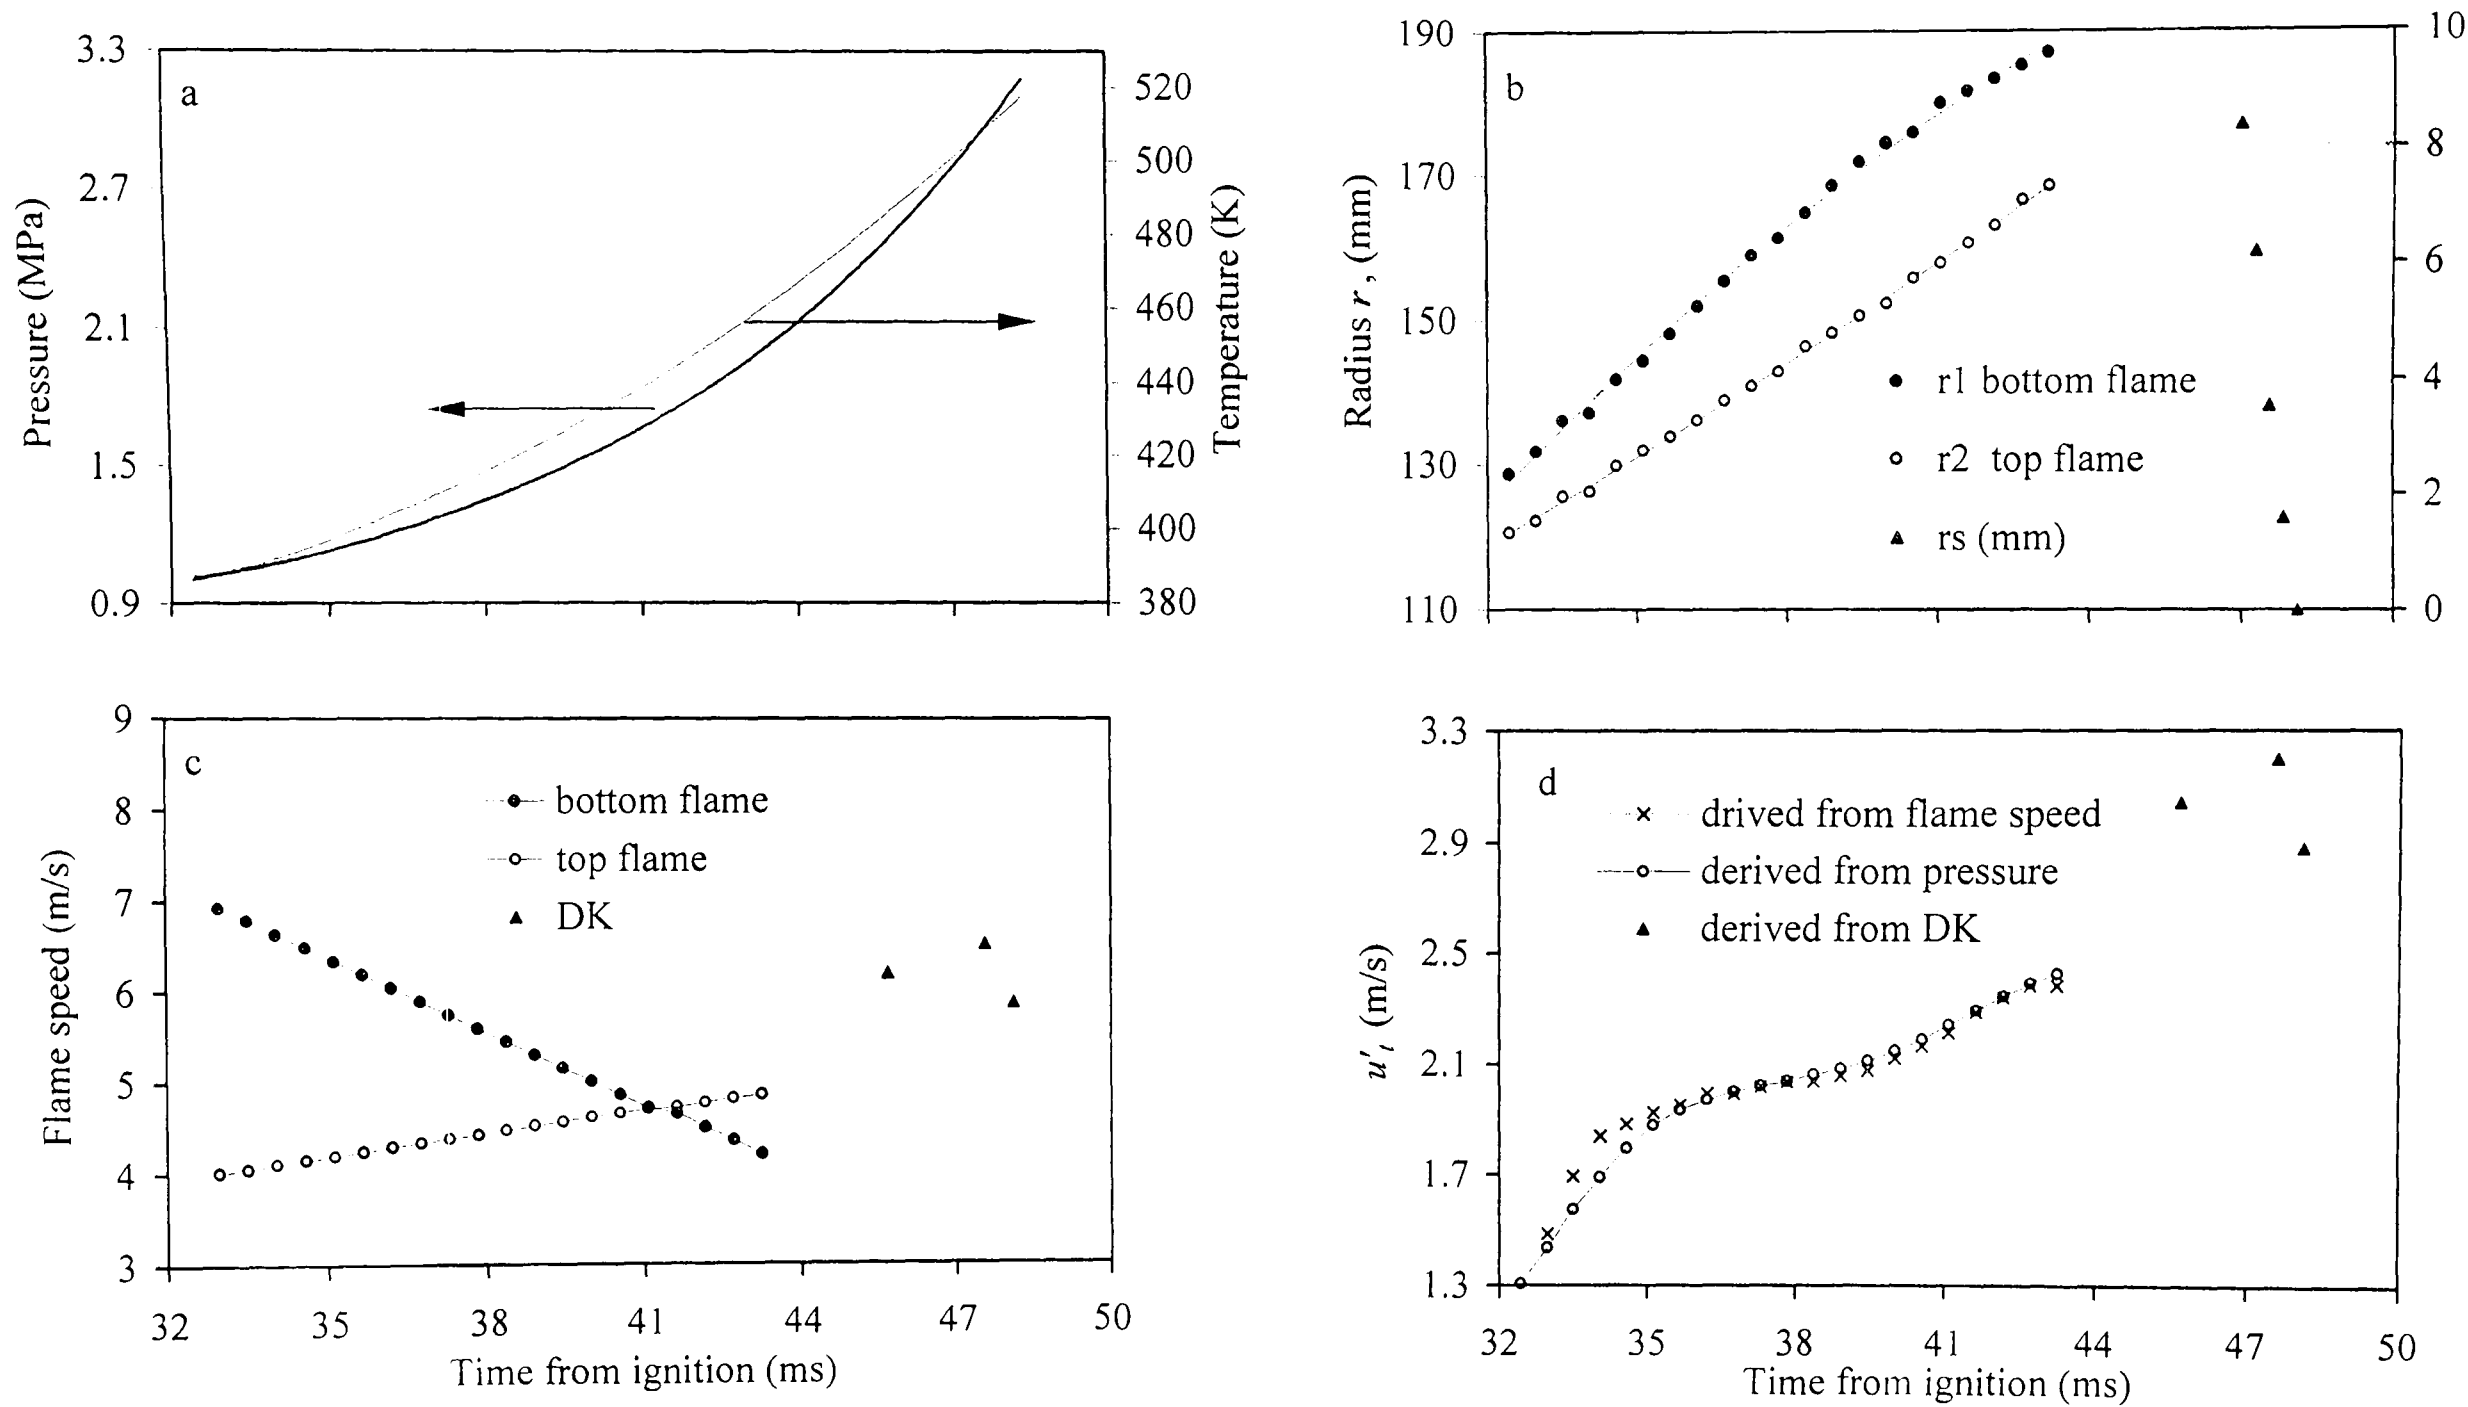 3.3
2.7
2.1
1.5
0.9
Pressure (MPa)
a
520
500
480
460
440
420
400
380
Temperature (K)
190
170
150
130
110
Radius r , (mm)
b
r1 bottom flame
r2 top flame
rs (mm)
10
8
6
4
2
0
9
8
7
6
5
4
3
Flame speed (m/s)
c
bottom flame
top flame
DK
32 35 38 41 44 47 50
Time from ignition (ms)
3.3
2.9
2.5
2.1
1.7
1.3
u't (m/s)
d
drived from flame speed
derived from pressure
derived from DK
32 35 38 41 44 47 50
Time from ignition (ms)